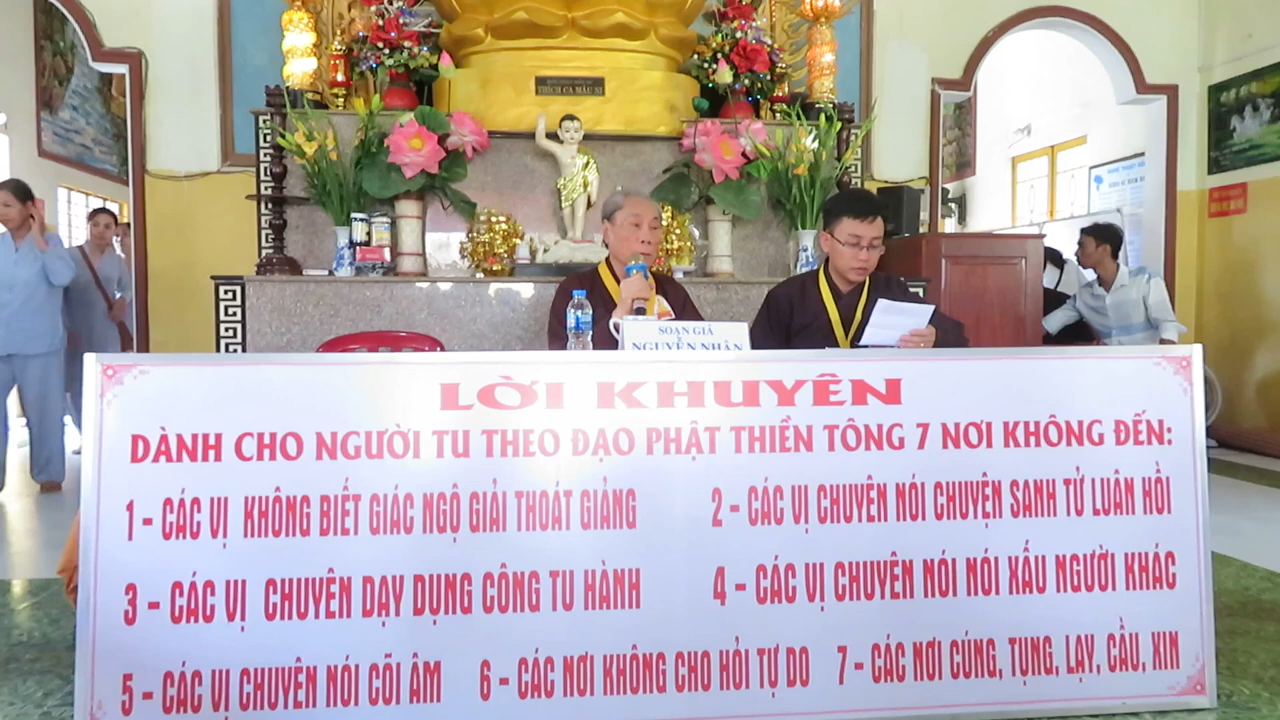 THÍCH CA MÂU NI
SOẠN GIẢ
NGUYỄN NHÂN
LỜI KHUYÊN
DÀNH CHO NGƯỜI TU THEO ĐẠO PHẬT THIỀN TÔNG 7 NƠI KHÔNG ĐẾN:
1 - CÁC VỊ KHÔNG BIẾT GIÁC NGỘ GIẢI THOÁT GIẢNG
2 - CÁC VỊ CHUYÊN NÓI CHUYỆN SANH TỬ LUÂN HỒI
3 - CÁC VỊ CHUYÊN DẠY DỤNG CÔNG TU HÀNH
4 - CÁC VỊ CHUYÊN NÓI NÓI XẤU NGƯỜI KHÁC
5 - CÁC VỊ CHUYÊN NÓI CÕI ÂM
6 - CÁC NƠI KHÔNG CHO HỎI TỰ DO
7 - CÁC NƠI CÚNG, TỤNG, LẠY, CẦU, XIN